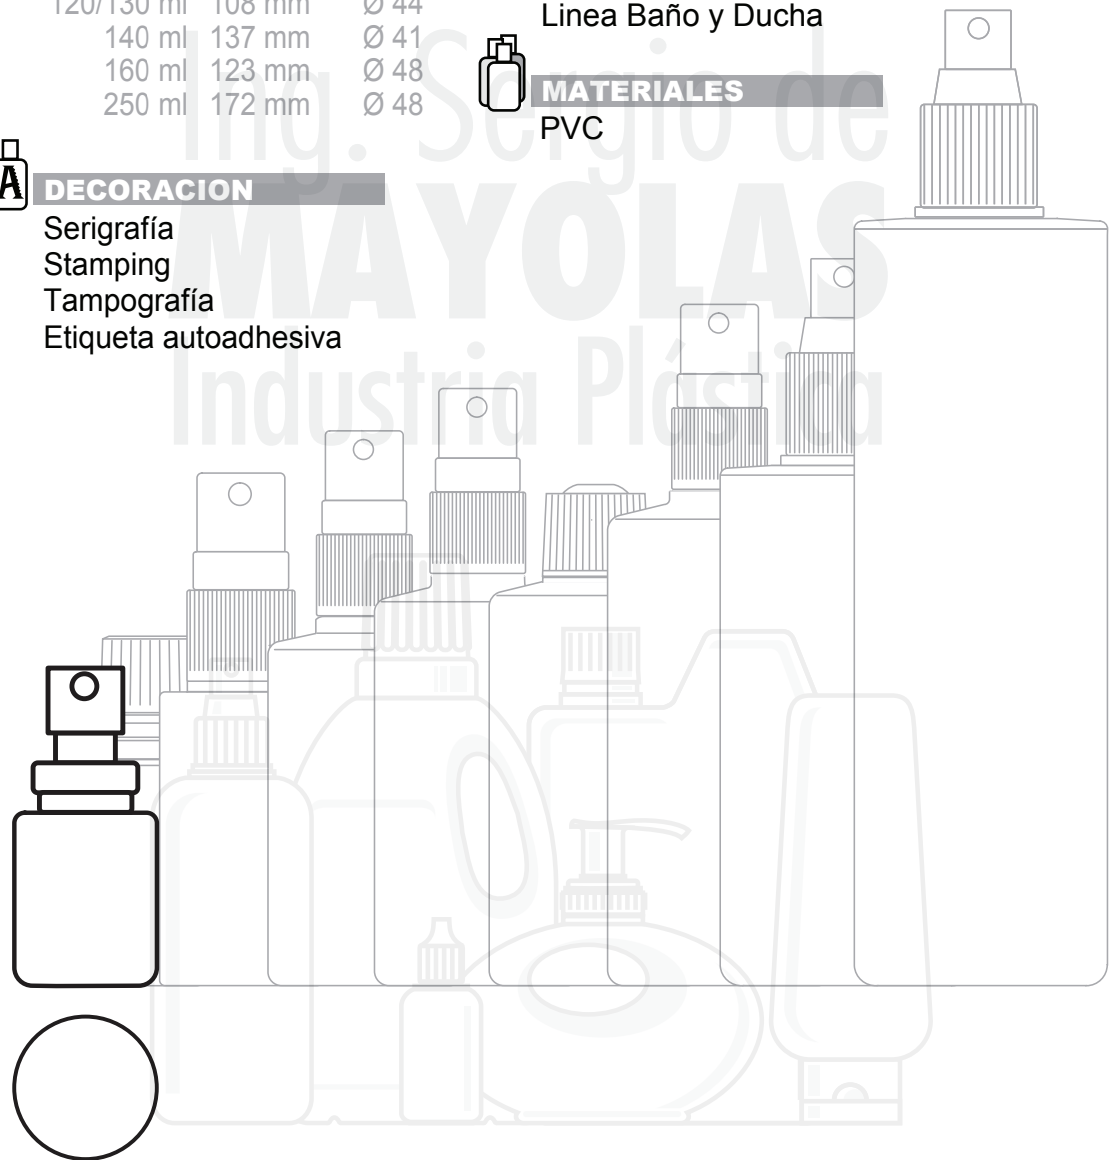 120/130 ml 108 mm Ø 44
140 ml 137 mm Ø 41
160 ml 123 mm Ø 48
250 ml 172 mm Ø 48
Linea Baño y Ducha
MATERIALES
PVC
A DECORACION
Serigrafía
Stamping
Tampografía
Etiqueta autoadhesiva
Ing. Sergio de
MAYOLAS
Industria Plástica